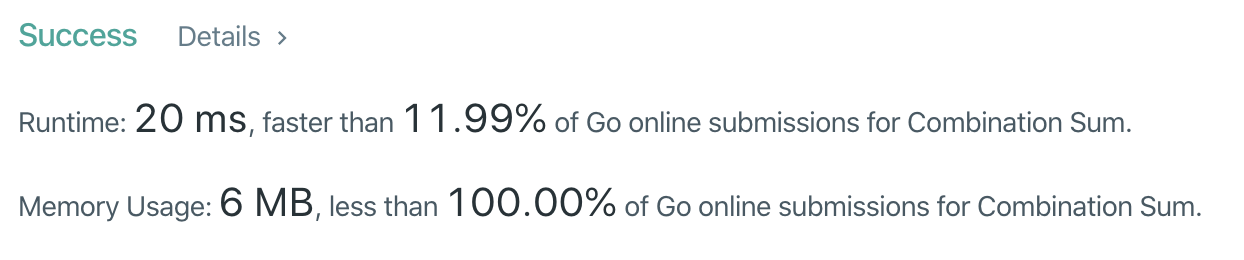 Success Details >
Runtime: 20 ms, faster than 11.99% of Go online submissions for Combination Sum.
Memory Usage: 6 MB, less than 100.00% of Go online submissions for Combination Sum.